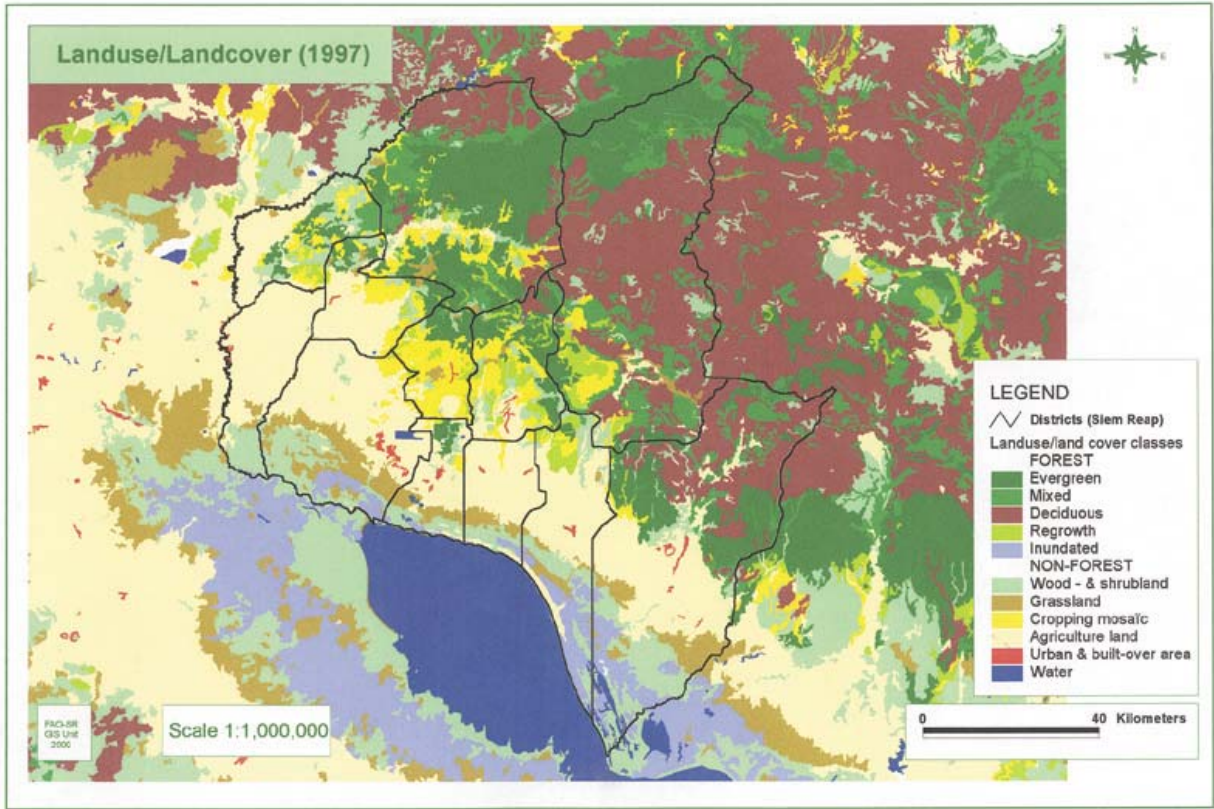 Landuse/Landcover (1997)
N
W E
S
LEGEND
Districts (Siem Reap)
Landuse/land cover classes
FOREST
Evergreen
Mixed
Deciduous
Regrowth
Inundated
NON-FOREST
Wood - & shrubland
Grassland
Cropping mosaïc
Agriculture land
Urban & built-over area
Water
FAO-SR
GIS Unit
2000
Scale 1:1,000,000
0 40 Kilometers